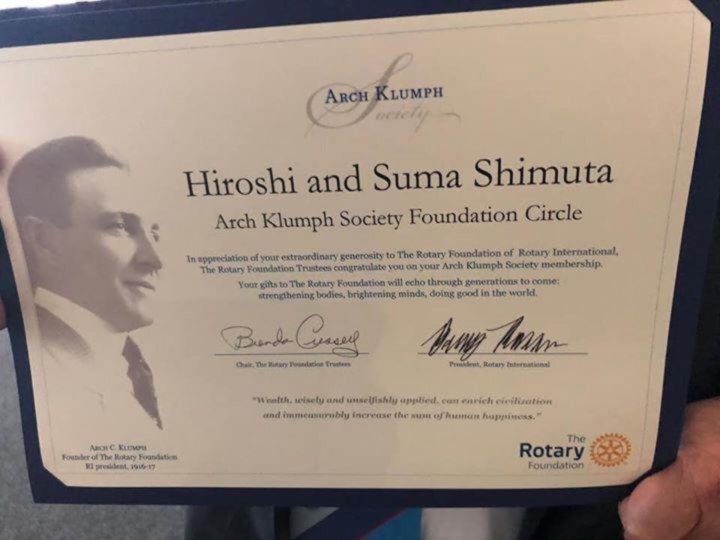 ARCH KLUMPH
Society
Hiroshi and Suma Shimuta
Arch Klumph Society Foundation Circle
In appreciation of your extraordinary generosity to The Rotary Foundation of Rotary International,
The Rotary Foundation Trustees congratulate you on your Arch Klumph Society membership.
Your gifts to The Rotary Foundation will echo through generations to come:
strengthening bodies, brightening minds, doing good in the world.
Brenda Cressey
Chair, The Rotary Foundation Trustees
President, Rotary International
"Wealth, wisely and unselfishly applied, can enrich civilization
and immeasurably increase the sum of human happiness."
ARCH C. KLUMPH
Founder of The Rotary Foundation
RI president, 1916-17
The
Rotary
Foundation